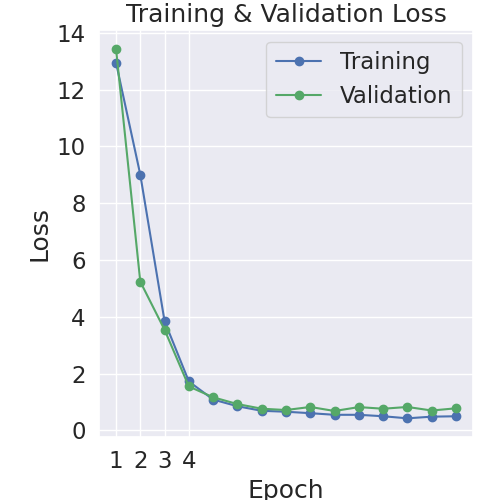 Training & Validation Loss
Training
Validation
Loss
14
12
10
8
6
4
2
0
1 2 3 4
Epoch